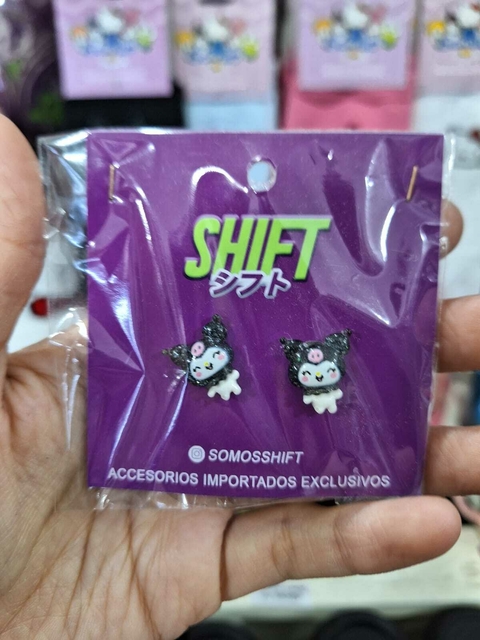 SHIFT
シフト
SOMOSSHIFT
ACCESORIOS IMPORTADOS EXCLUSIVOS